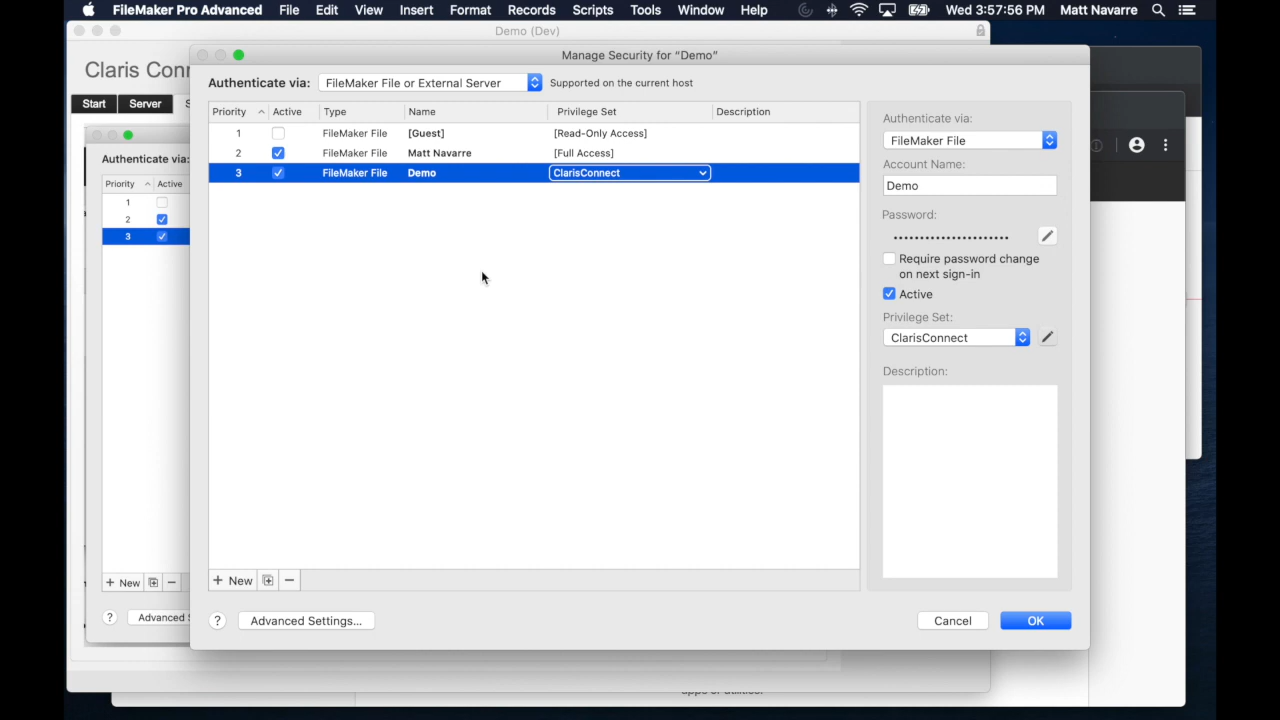 FileMaker Pro Advanced File Edit View Insert Format Records Scripts Tools Window Help Wed 3:57:56 PM Matt Navarre
Demo (Dev)
Manage Security for “Demo”
Claris Conn
Authenticate via: FileMaker File or External Server Supported on the current host
Start Server S
Priority Active Type Name Privilege Set Description
1 FileMaker File [Guest] [Read-Only Access]
2 FileMaker File Matt Navarre [Full Access]
3 FileMaker File Demo ClarisConnect
Authenticate via:
FileMaker File
Account Name:
Demo
Password:
Require password change
on next sign-in
Active
Privilege Set:
ClarisConnect
Description:
Authenticate via:
Priority Active
1
2
3
+ New
? Advanced S
+ New
? Advanced Settings... Cancel OK
apps or utilities.